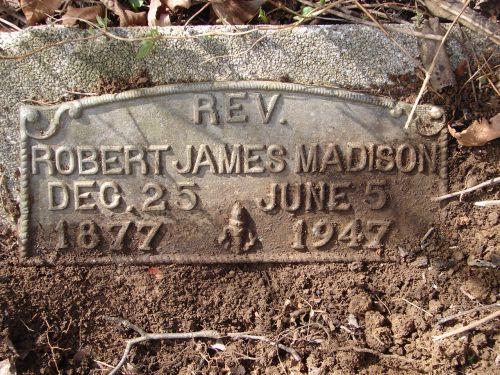 REV.
ROBERT JAMES MADISON
DEC. 25 JUNE 5
1877 1947